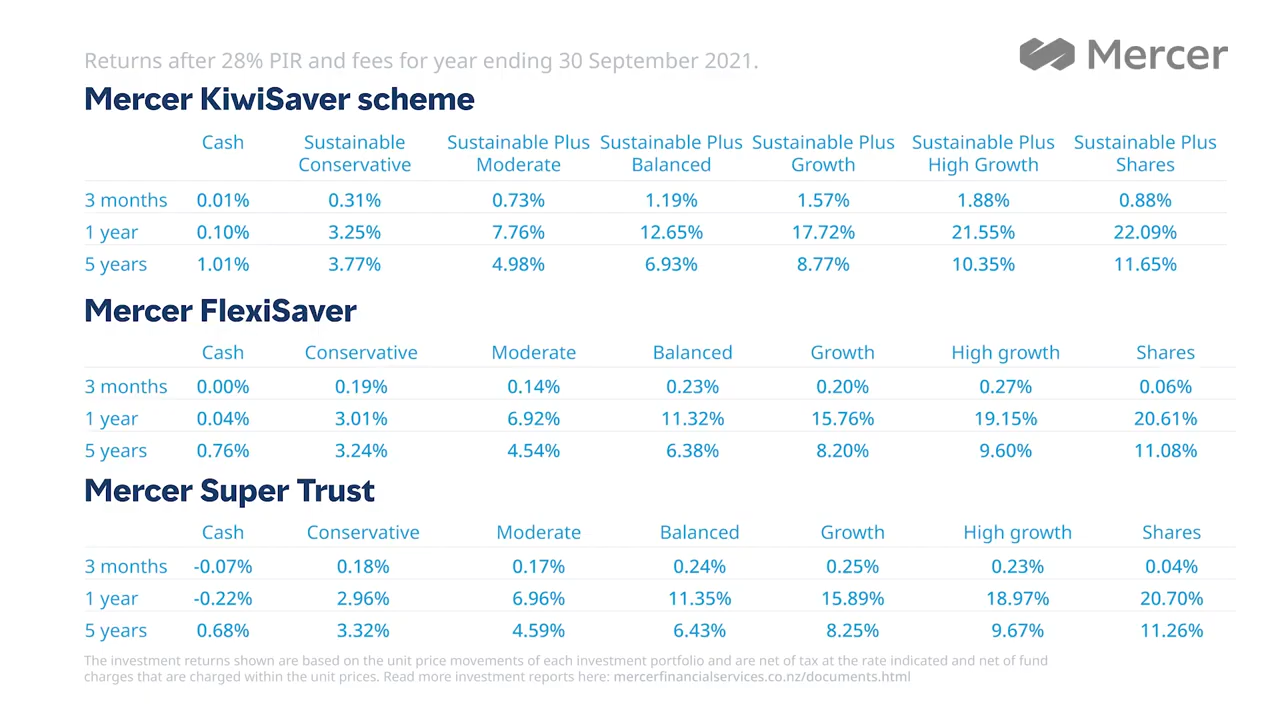 Returns after 28% PIR and fees for year ending 30 September 2021.
Mercer
Mercer KiwiSaver scheme
Cash Sustainable Conservative Sustainable Plus Moderate Sustainable Plus Balanced Sustainable Plus Growth Sustainable Plus High Growth Sustainable Plus Shares
3 months 0.01% 0.31% 0.73% 1.19% 1.57% 1.88% 0.88%
1 year 0.10% 3.25% 7.76% 12.65% 17.72% 21.55% 22.09%
5 years 1.01% 3.77% 4.98% 6.93% 8.77% 10.35% 11.65%
Mercer FlexiSaver
Cash Conservative Moderate Balanced Growth High growth Shares
3 months 0.00% 0.19% 0.14% 0.23% 0.20% 0.27% 0.06%
1 year 0.04% 3.01% 6.92% 11.32% 15.76% 19.15% 20.61%
5 years 0.76% 3.24% 4.54% 6.38% 8.20% 9.60% 11.08%
Mercer Super Trust
Cash Conservative Moderate Balanced Growth High growth Shares
3 months -0.07% 0.18% 0.17% 0.24% 0.25% 0.23% 0.04%
1 year -0.22% 2.96% 6.96% 11.35% 15.89% 18.97% 20.70%
5 years 0.68% 3.32% 4.59% 6.43% 8.25% 9.67% 11.26%
The investment returns shown are based on the unit price movements of each investment portfolio and are net of tax at the rate indicated and net of fund
charges that are charged within the unit prices. Read more investment reports here: mercerfinancialservices.co.nz/documents.html